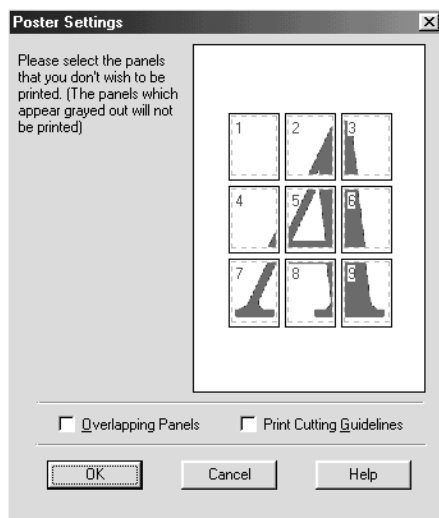 Poster Settings
Please select the panels
that you don't wish to be
printed. (The panels which
appear grayed out will not
be printed)
1 2 3
4 5 6
7 8 9
Overlapping Panels Print Cutting Guidelines
OK Cancel Help